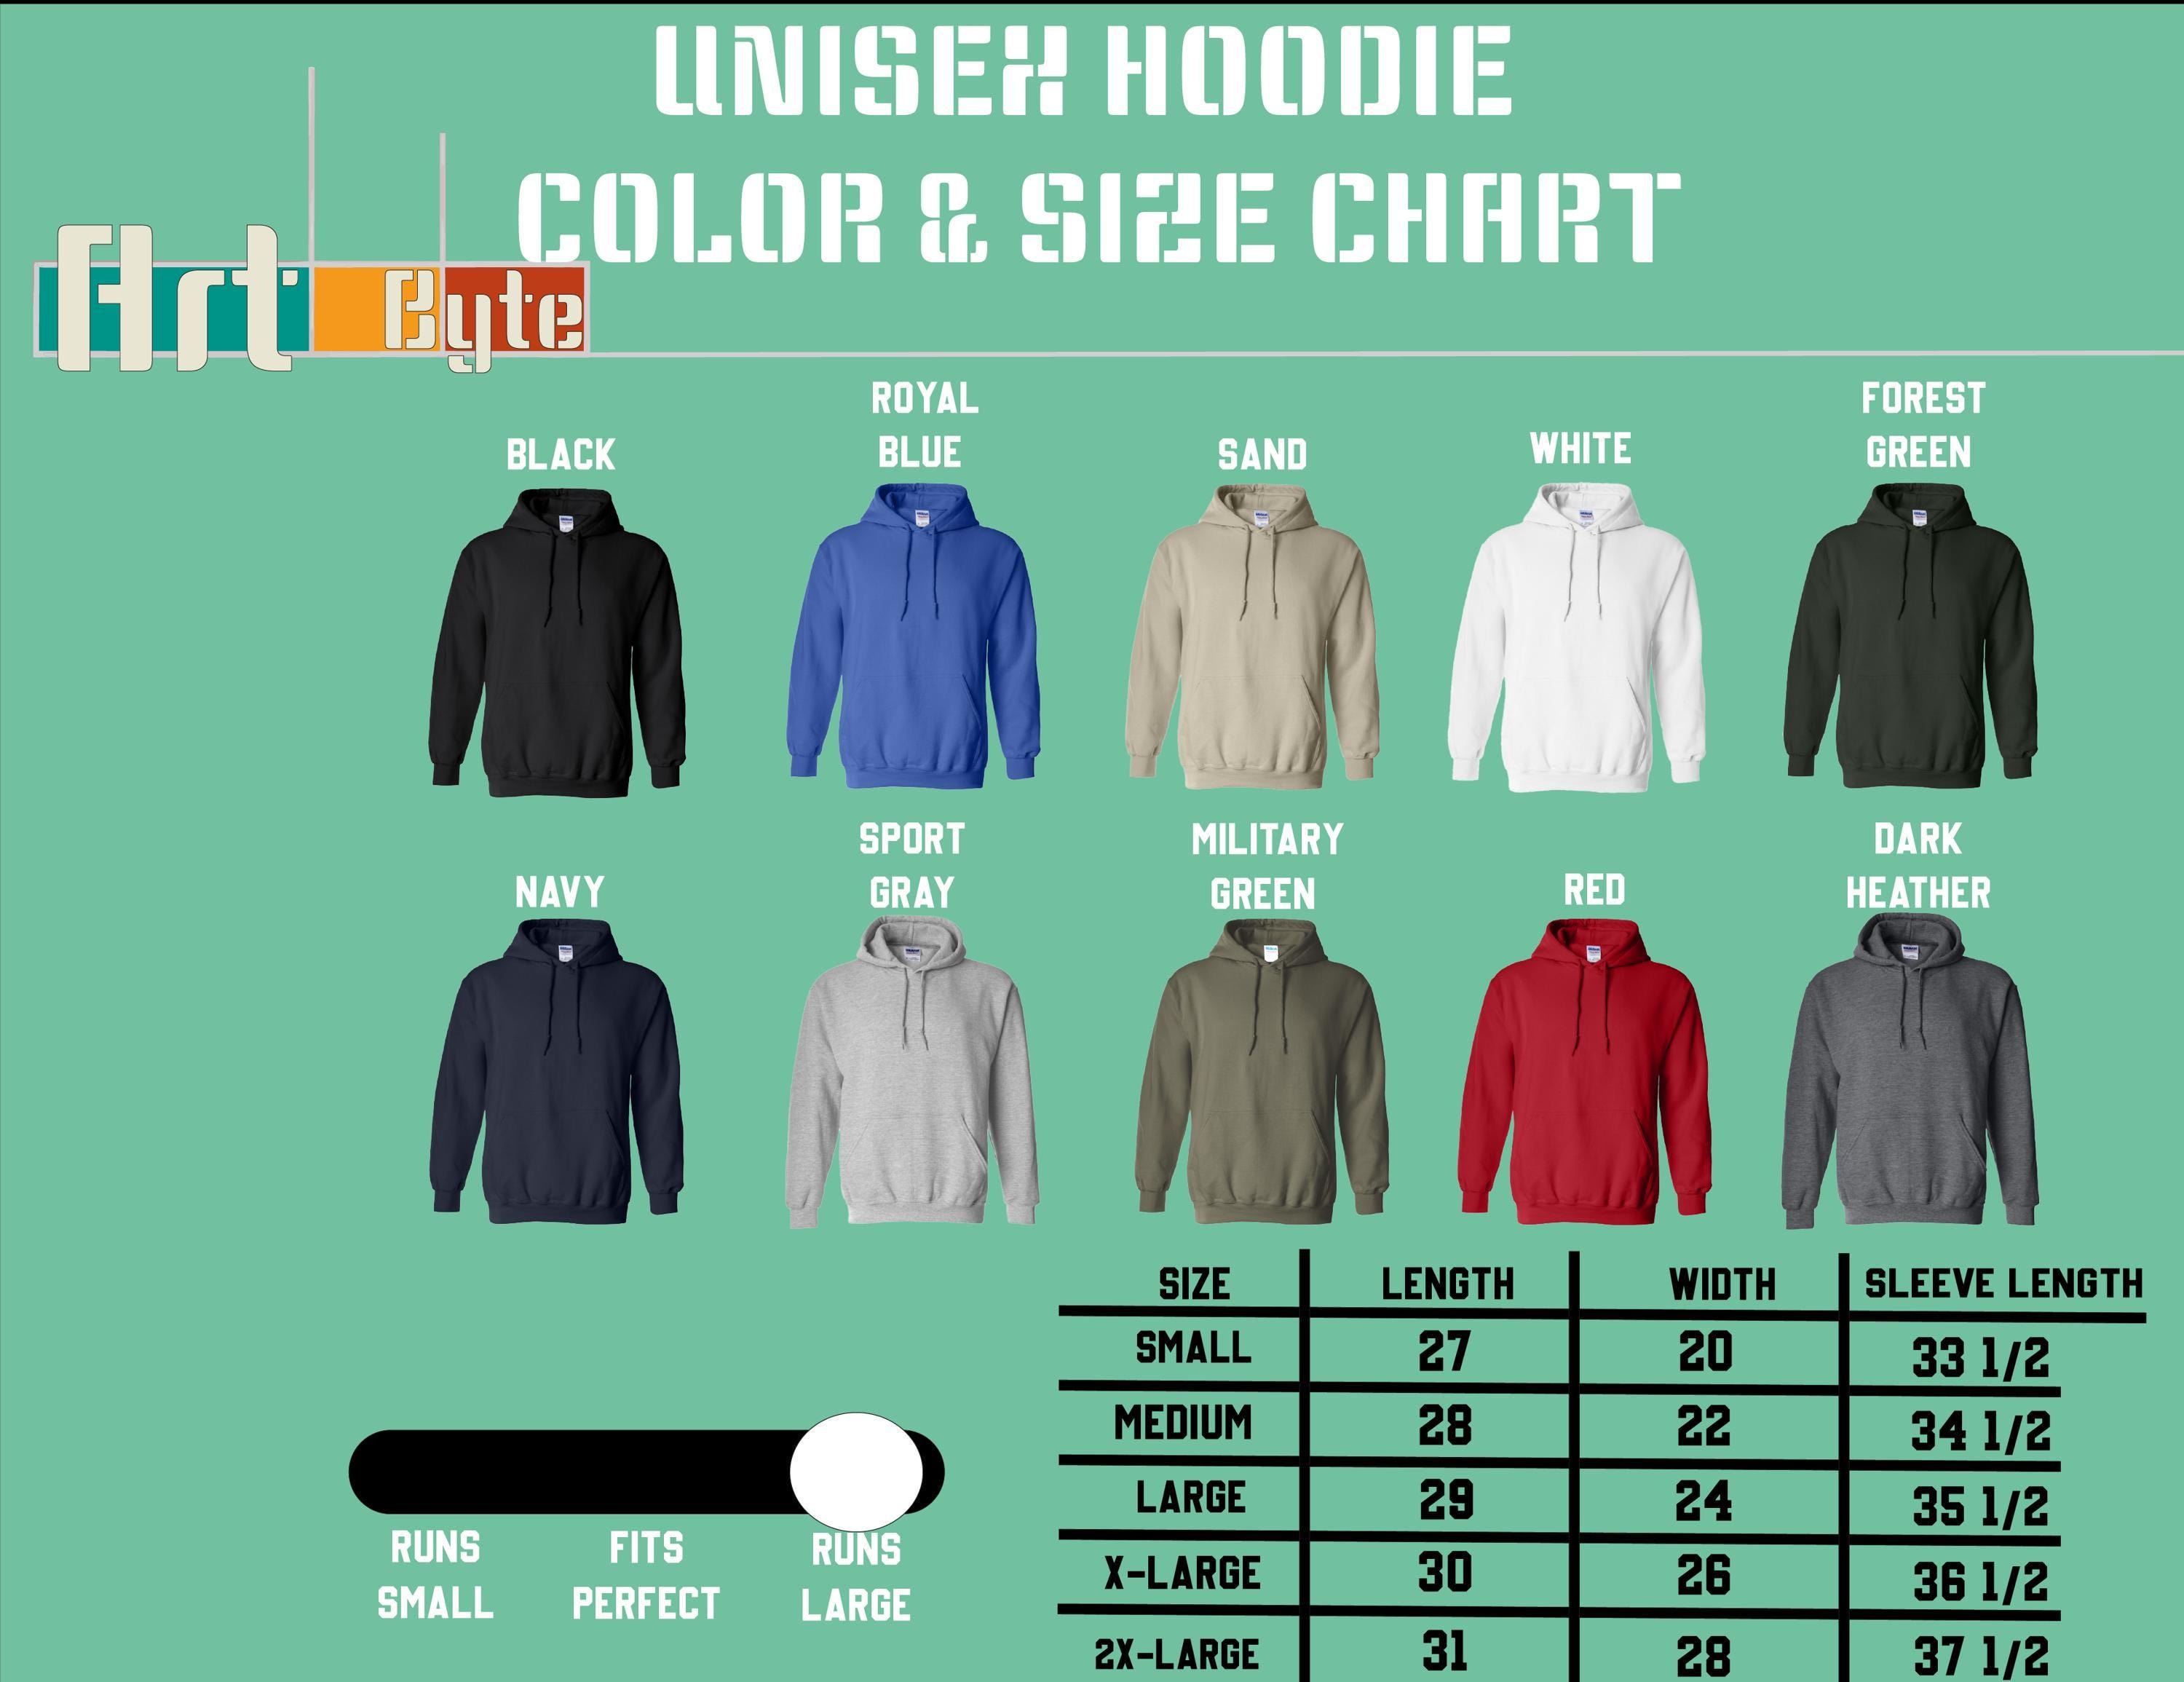 UNISEX HOODIE
COLOR & SIZE CHART
Art Byte
BLACK
ROYAL
BLUE
SAND
WHITE
FOREST
GREEN
NAVY
SPORT
GRAY
MILITARY
GREEN
RED
DARK
HEATHER
RUNS
SMALL
FITS
PERFECT
RUNS
LARGE
SIZE LENGTH WIDTH SLEEVE LENGTH
SMALL 27 20 33 1/2
MEDIUM 28 22 34 1/2
LARGE 29 24 35 1/2
X-LARGE 30 26 36 1/2
2X-LARGE 31 28 37 1/2